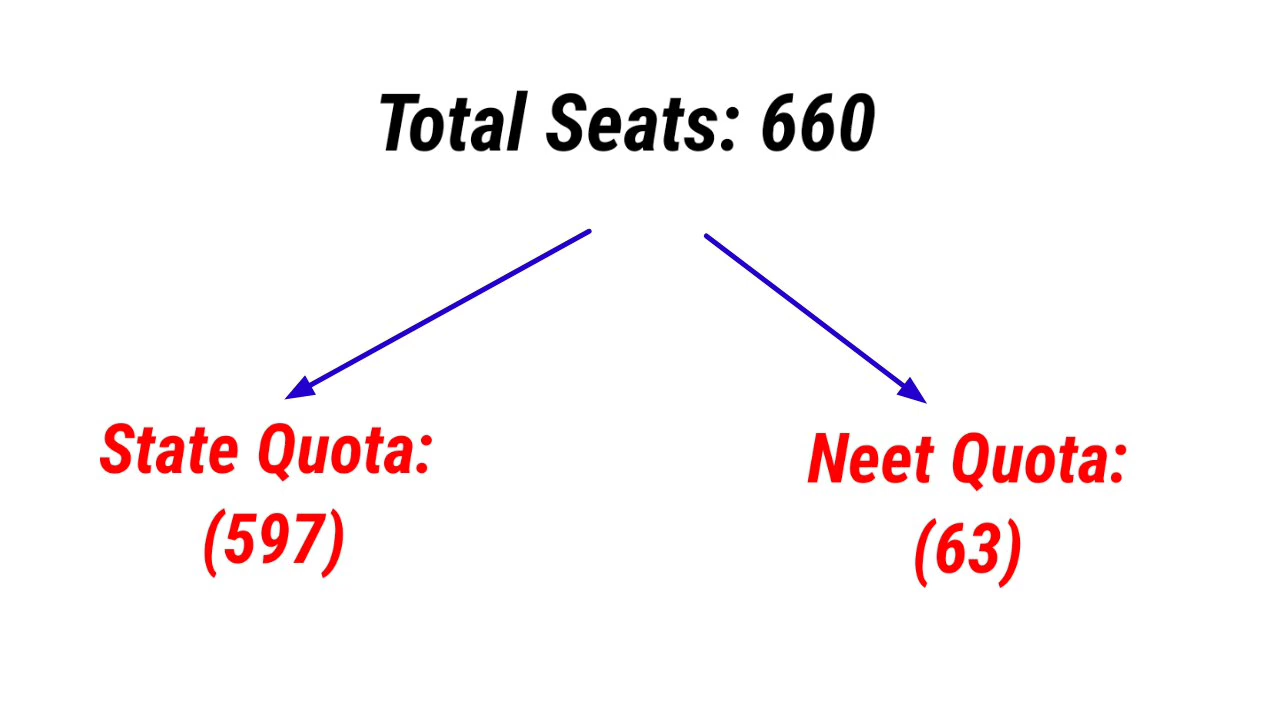 Total Seats: 660
State Quota:
(597)
Neet Quota:
(63)